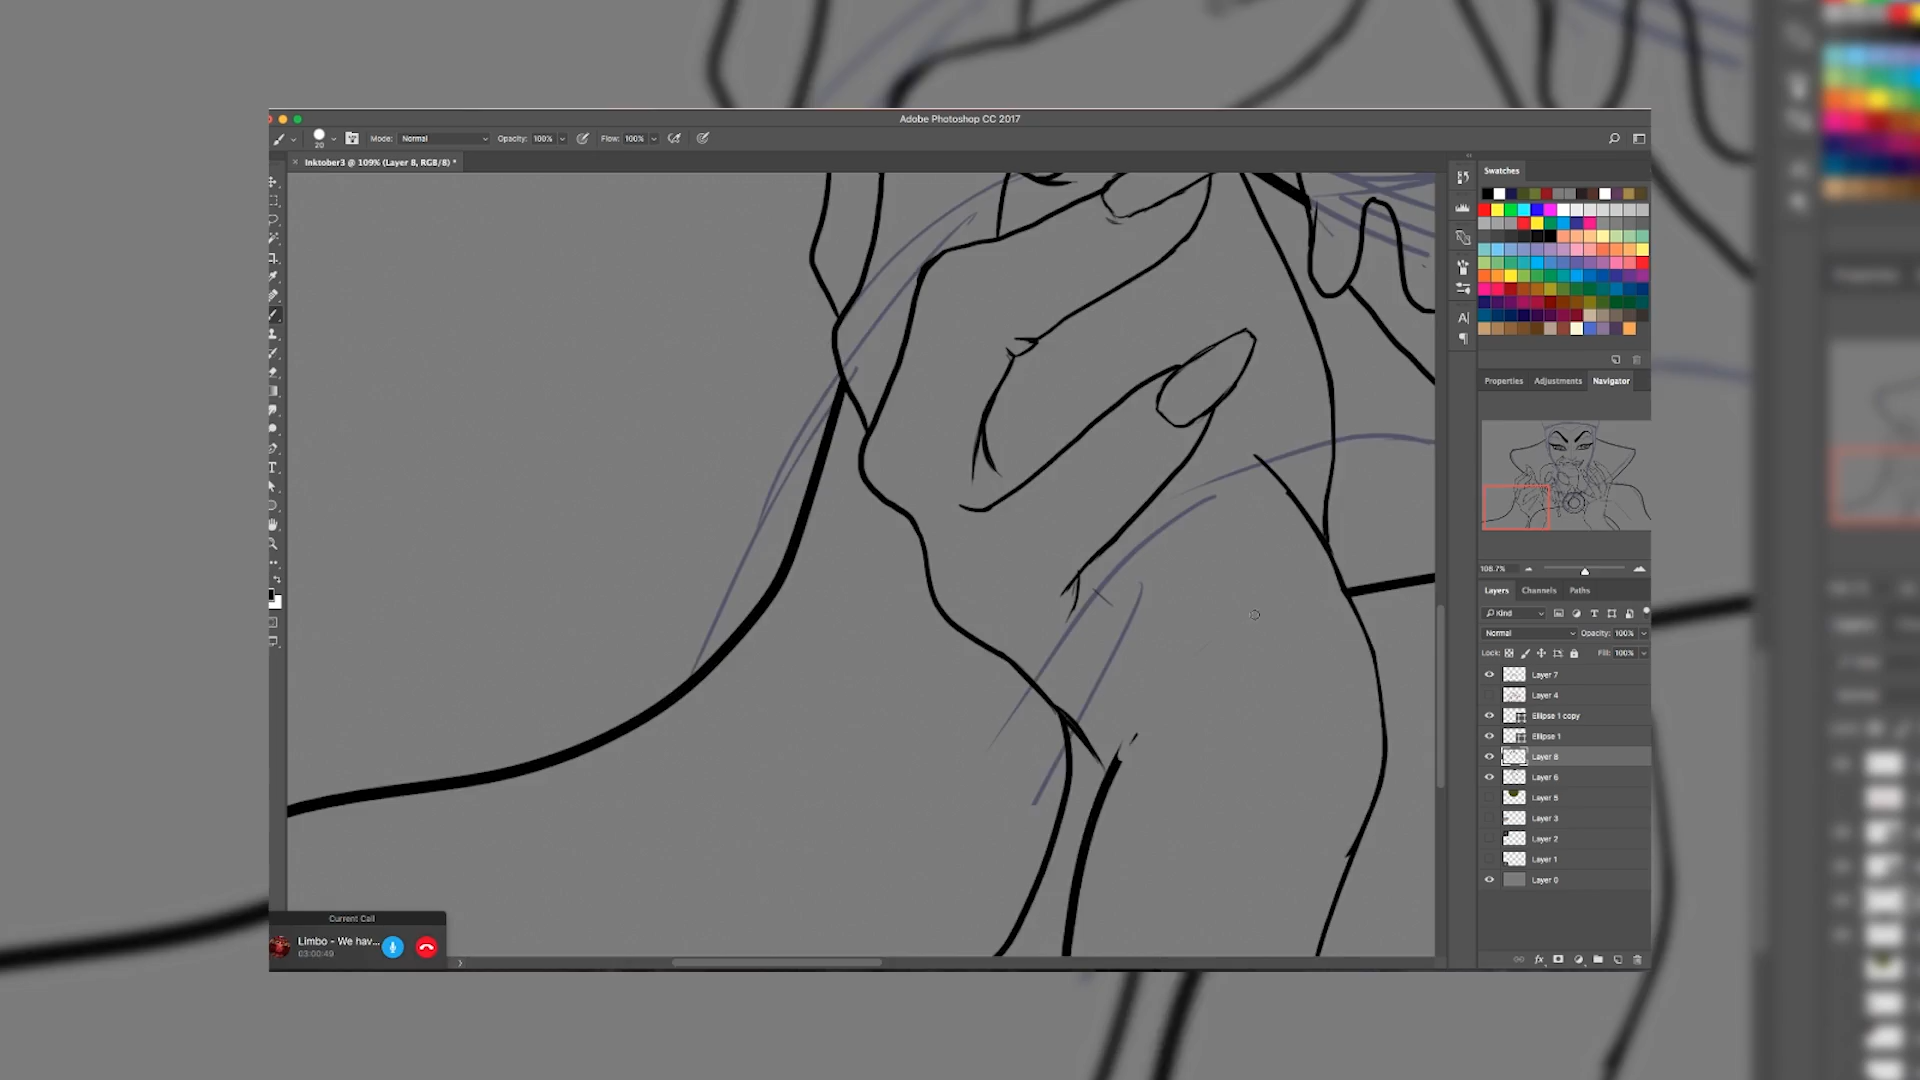 Adobe Photoshop CC 2017
20
Mode: Normal
Opacity: 100%
Flow: 100%
× Inktober3 @ 109% (Layer 8, RGB/8) *
Swatches
Properties
Adjustments
Navigator
108.7%
Layers
Channels
Paths
Kind
Normal
Opacity: 100%
Lock:
Fill: 100%
Layer 7
Layer 4
Ellipse 1 copy
Ellipse 1
Layer 8
Layer 6
Layer 5
Layer 3
Layer 2
Layer 1
Layer 0
fx
Current Call
Limbo - We hav...
03:00:49